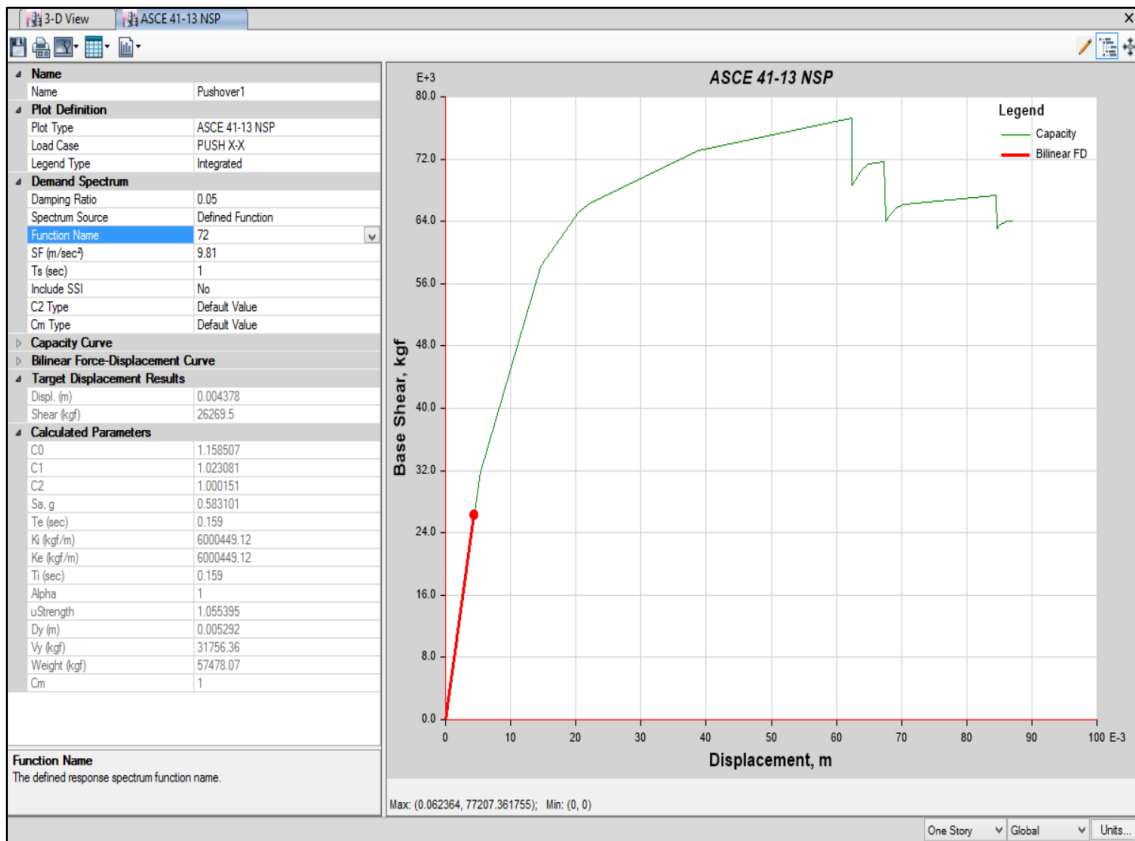 3-D View
ASCE 41-13 NSP
X
Name
Name Pushover1
Plot Definition
Plot Type ASCE 41-13 NSP
Load Case PUSH X-X
Legend Type Integrated
Demand Spectrum
Damping Ratio 0.05
Spectrum Source Defined Function
Function Name 72
SF (m/sec²) 9.81
Ts (sec) 1
Include SSI No
C2 Type Default Value
Cm Type Default Value
Capacity Curve
Bilinear Force-Displacement Curve
Target Displacement Results
Displ. (m) 0.004378
Shear (kgf) 26269.5
Calculated Parameters
C0 1.158507
C1 1.023081
C2 1.000151
Sa, g 0.583101
Te (sec) 0.159
Ki (kgf/m) 6000449.12
Ke (kgf/m) 6000449.12
Ti (sec) 0.159
Alpha 1
uStrength 1.055395
Dy (m) 0.005292
Vy (kgf) 31756.36
Weight (kgf) 57478.07
Cm 1
Function Name
The defined response spectrum function name.
ASCE 41-13 NSP
E+3
80.0
72.0
64.0
56.0
48.0
40.0
32.0
24.0
16.0
8.0
0.0
Base Shear, kgf
Legend
Capacity
Bilinear FD
0 10 20 30 40 50 60 70 80 90 100 E-3
Displacement, m
Max: (0.062364, 77207.361755); Min: (0, 0)
One Story
Global
Units...